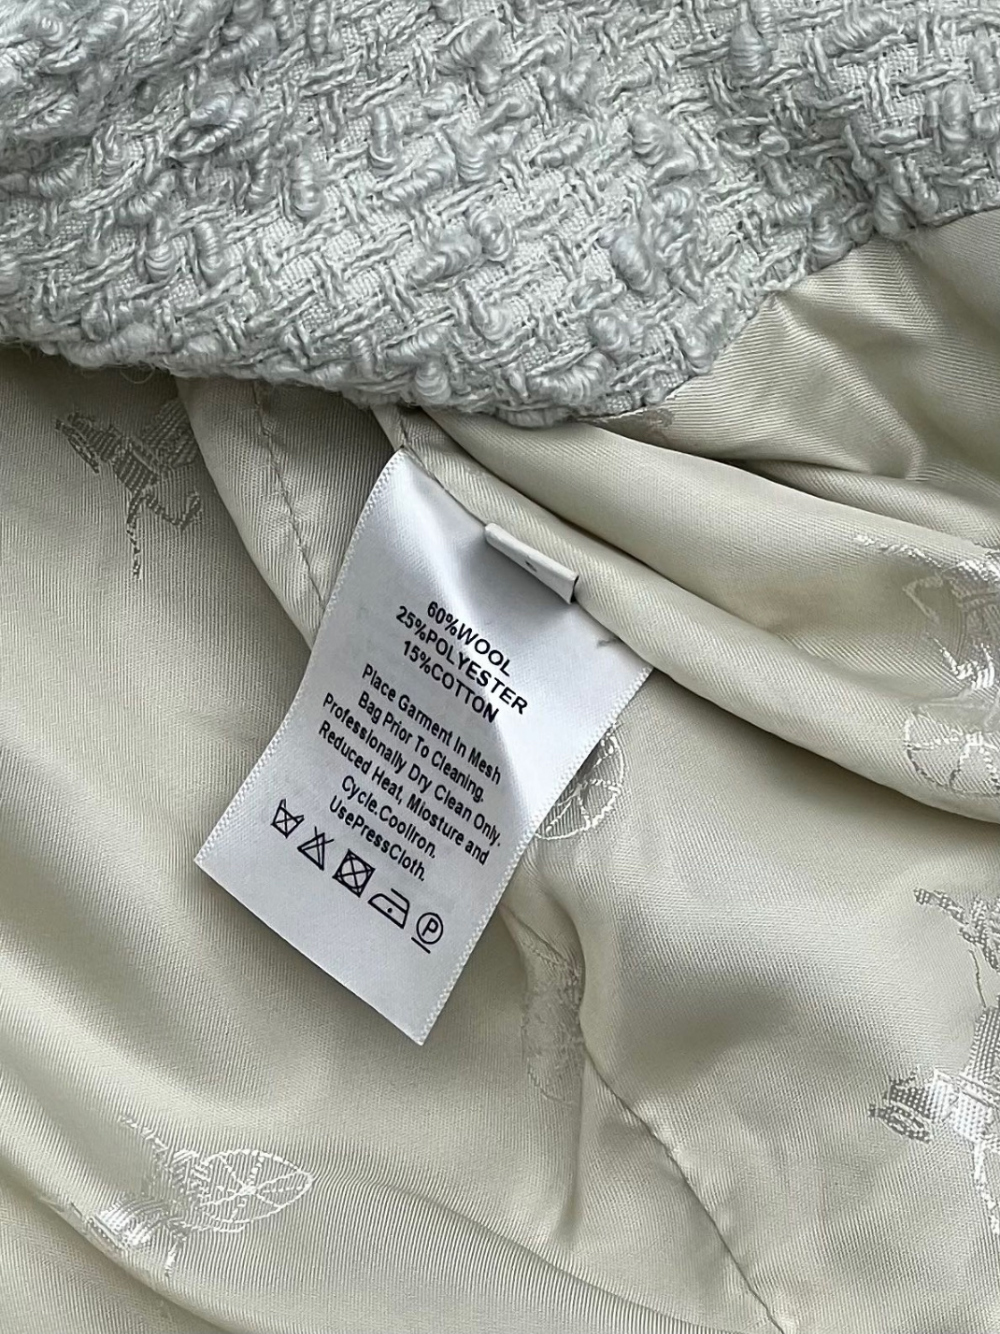 60%WOOL
25%POLYESTER
15%COTTON
Place Garment In Mesh
Bag Prior To Cleaning.
Professionally Dry Clean Only.
Reduced Heat, Miosture and
Cycle.CoolIron.
UsePressCloth.
P